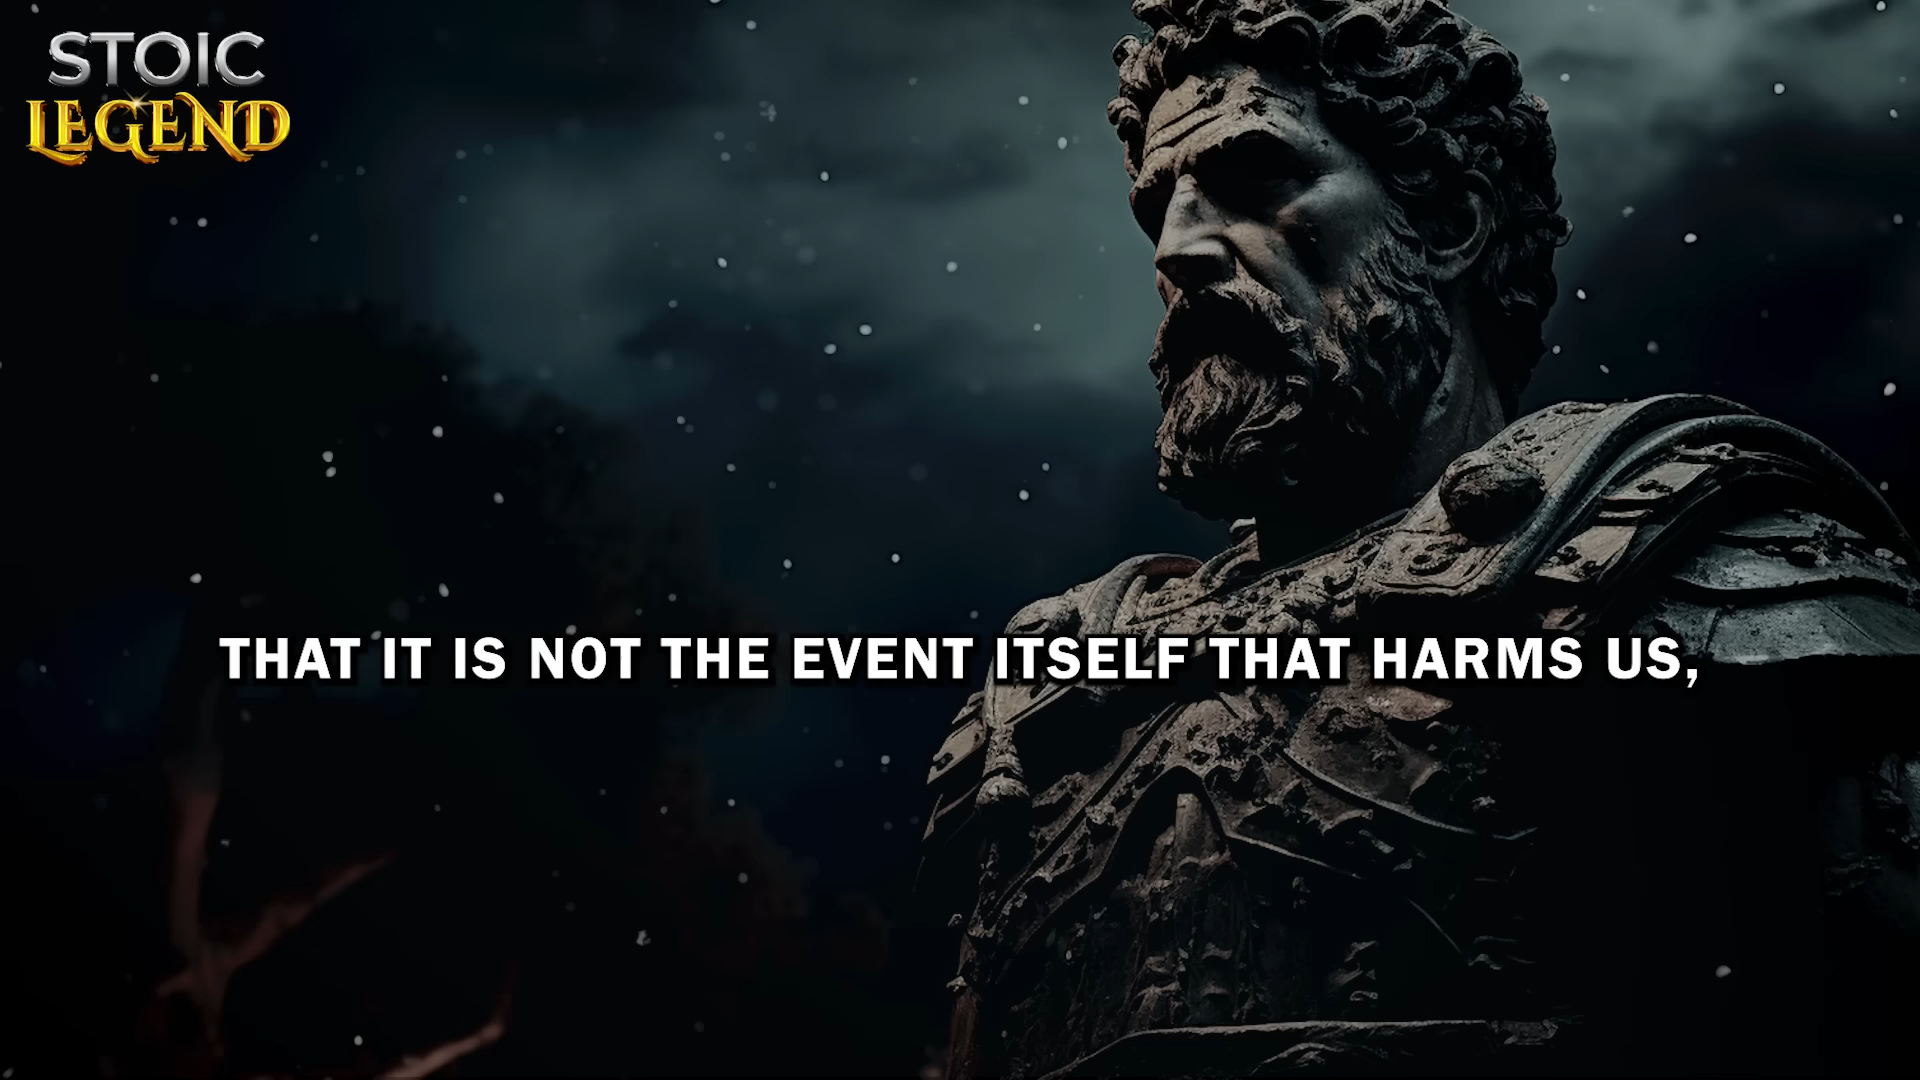 STOIC
LEGEND
THAT IT IS NOT THE EVENT ITSELF THAT HARMS US,